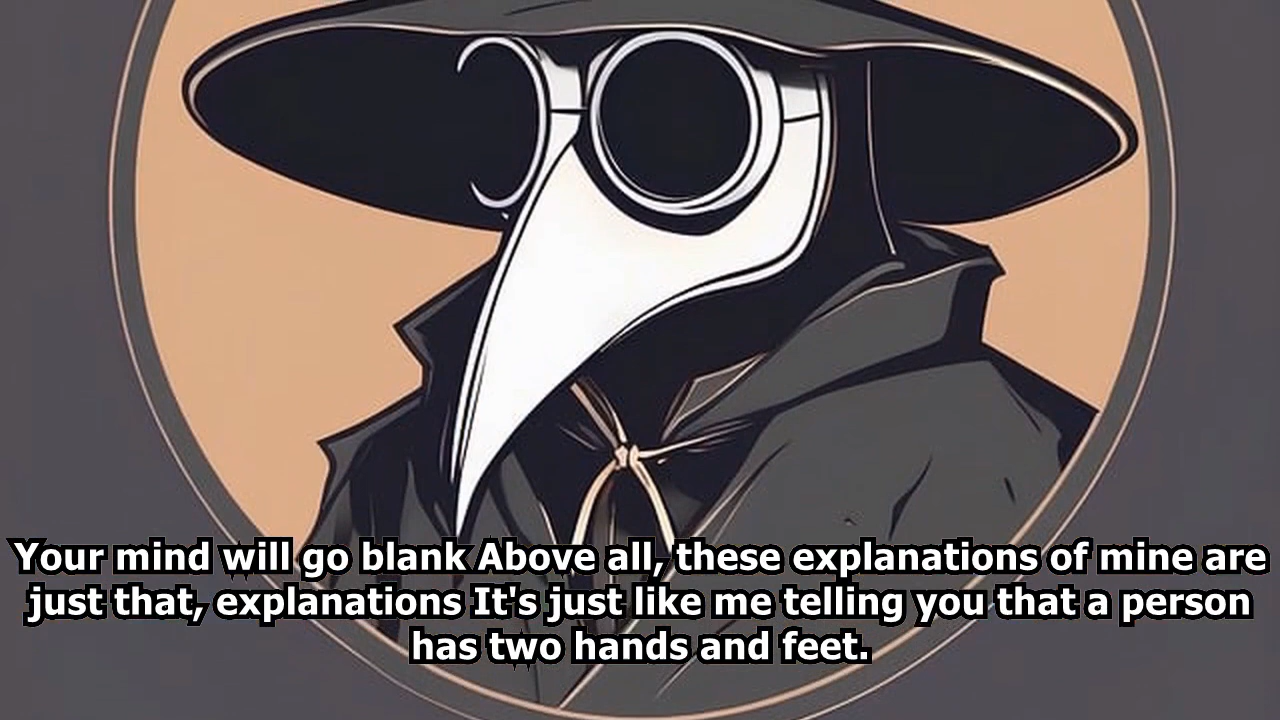 Your mind will go blank Above all, these explanations of mine are
just that, explanations It's just like me telling you that a person
has two hands and feet.